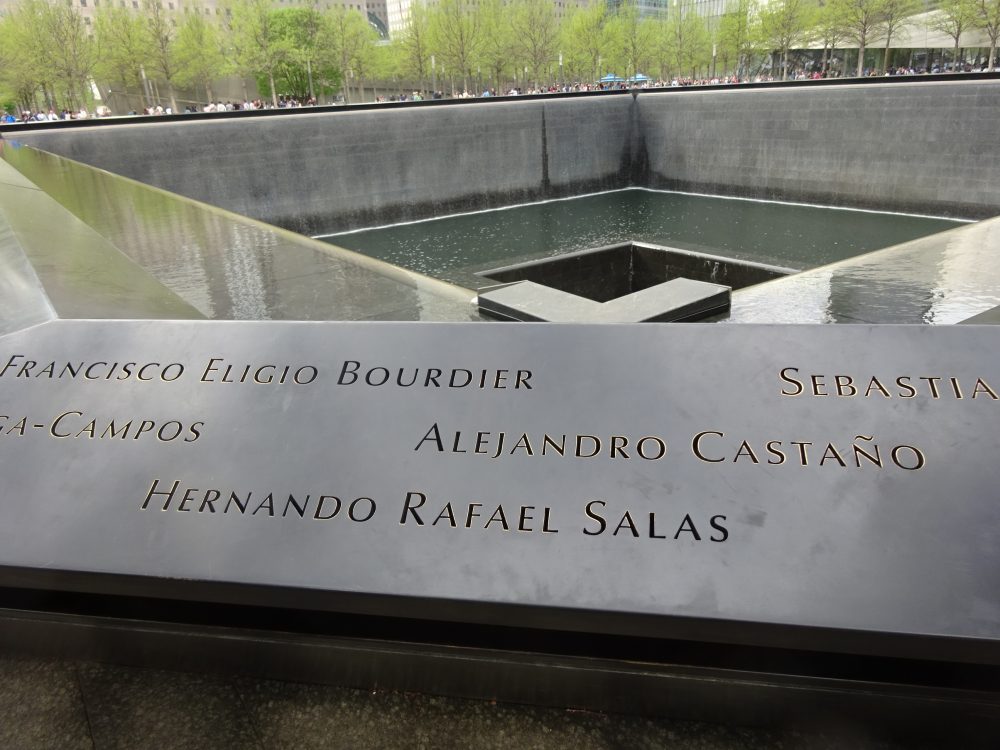 Francisco Eligio Bourdier Sebastia
ga-Campos Alejandro Castaño
Hernando Rafael Salas